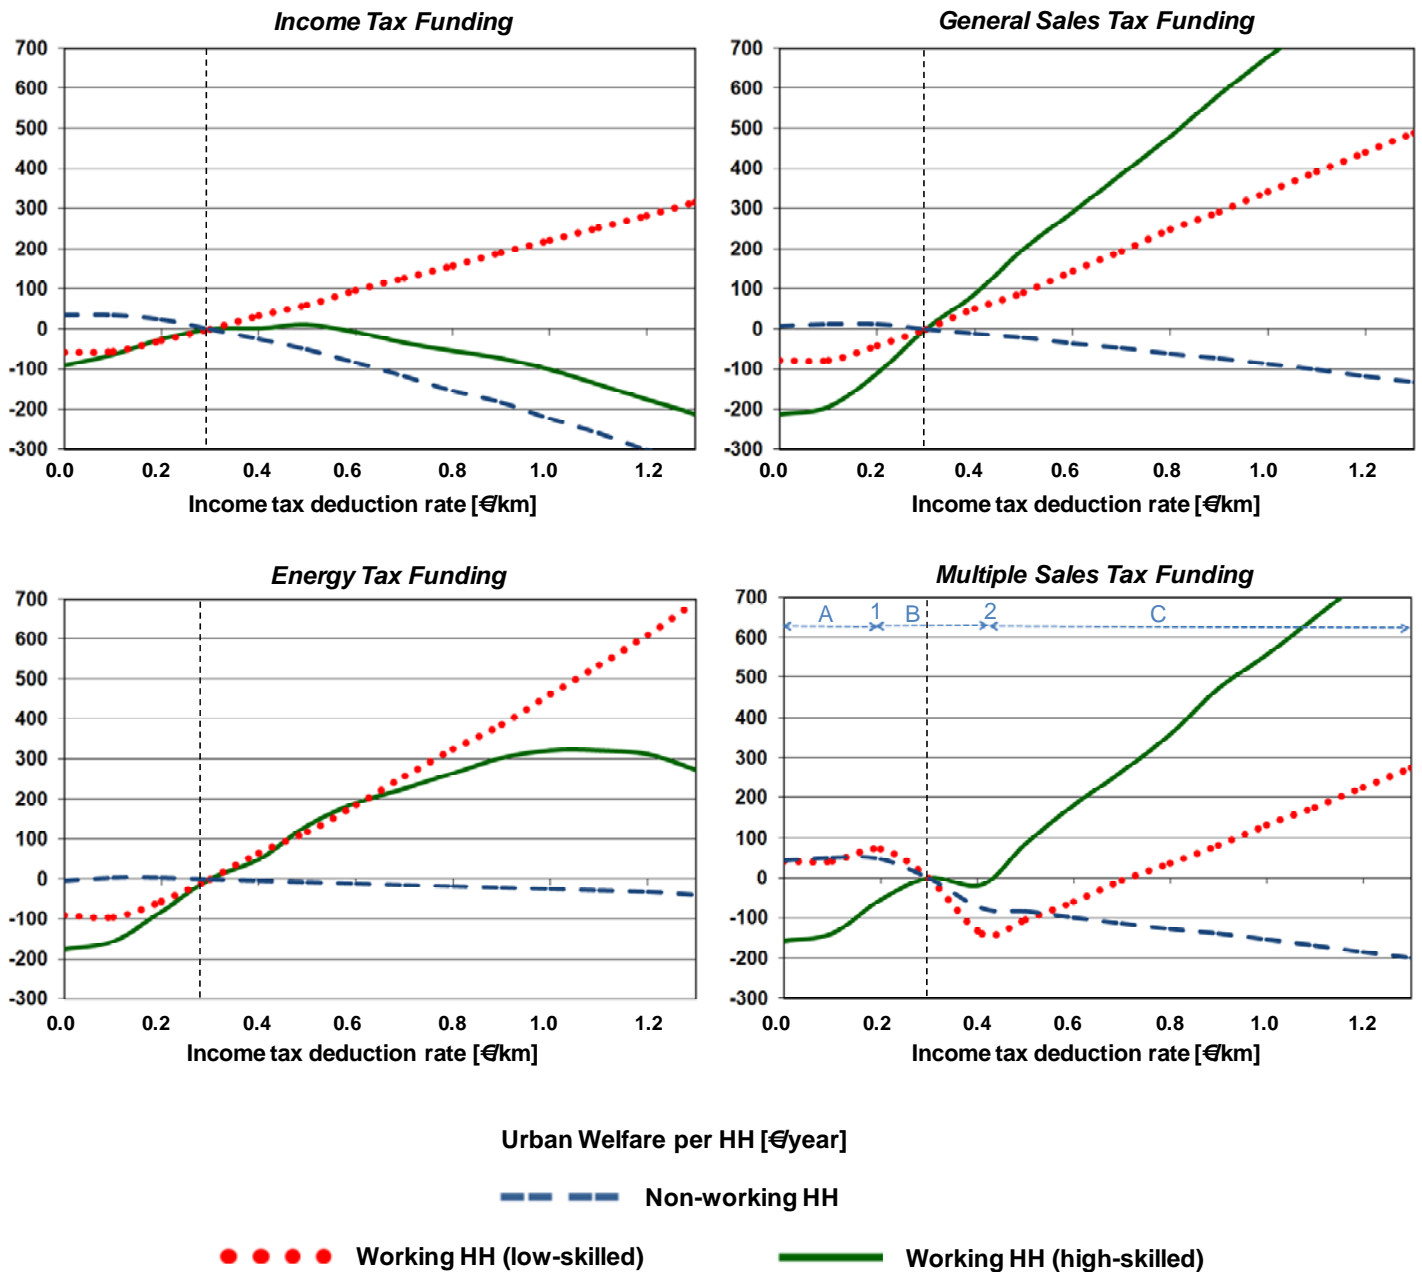 Income Tax Funding
700
600
500
400
300
200
100
0
-100
-200
-300
0.0 0.2 0.4 0.6 0.8 1.0 1.2
Income tax deduction rate [€/km]
General Sales Tax Funding
700
600
500
400
300
200
100
0
-100
-200
-300
0.0 0.2 0.4 0.6 0.8 1.0 1.2
Income tax deduction rate [€/km]
Energy Tax Funding
700
600
500
400
300
200
100
0
-100
-200
-300
0.0 0.2 0.4 0.6 0.8 1.0 1.2
Income tax deduction rate [€/km]
Multiple Sales Tax Funding
A 1 B 2 C
700
600
500
400
300
200
100
0
-100
-200
-300
0.0 0.2 0.4 0.6 0.8 1.0 1.2
Income tax deduction rate [€/km]
Urban Welfare per HH [€/year]
Non-working HH
Working HH (low-skilled)
Working HH (high-skilled)